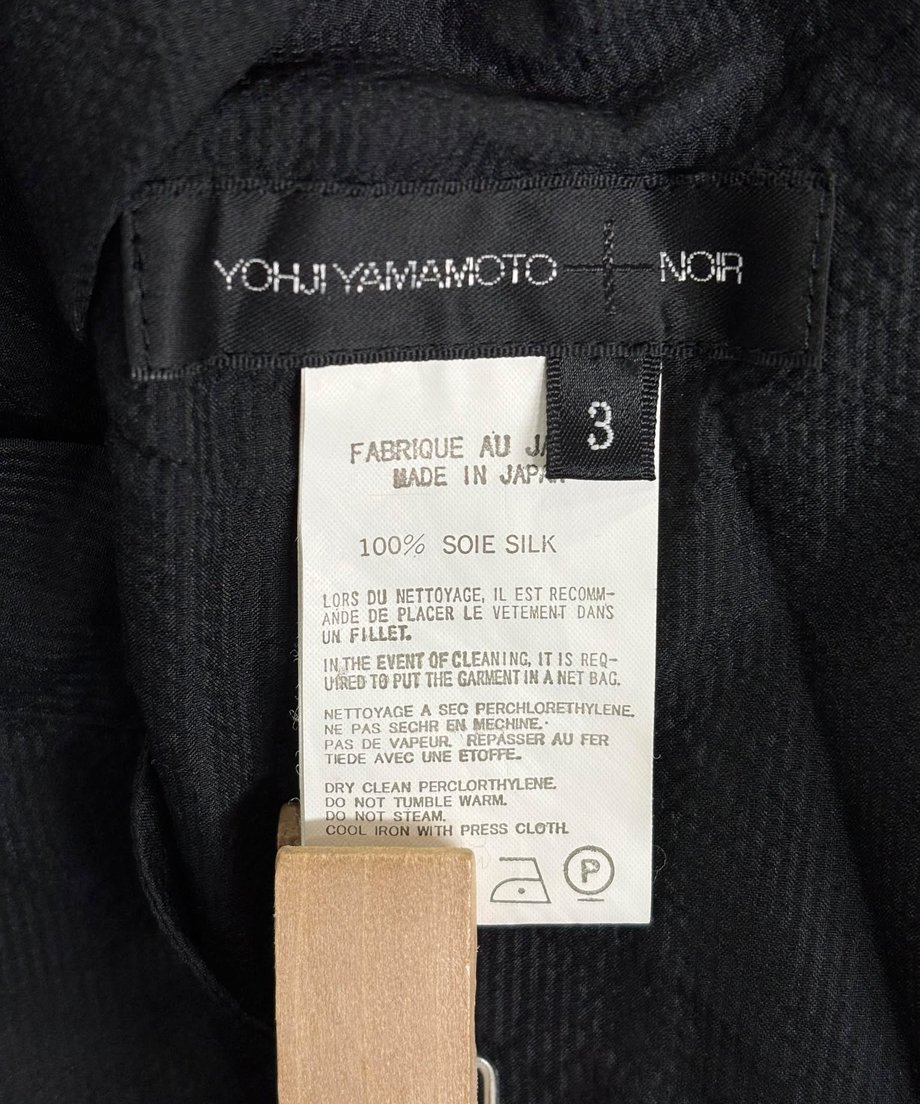 YOHJI YAMAMOTO + NOIR
3
FABRIQUE AU
MADE IN JAPAN
100% SOIE SILK
LORS DU NETTOYAGE, IL EST RECOMM-
ANDE DE PLACER LE VETEMENT DANS
UN FILLET.
IN THE EVENT OF CLEANING, IT IS REQ-
UIRED TO PUT THE GARMENT IN A NET BAG.
NETTOYAGE A SEC PERCHLORETHYLENE.
NE PAS SECHR EN MECHINE.
PAS DE VAPEUR. REPASSER AU FER
TIEDE AVEC UNE ETOFFE.
DRY CLEAN PERCLORTHYLENE.
DO NOT TUMBLE WARM.
DO NOT STEAM.
COOL IRON WITH PRESS CLOTH.
P